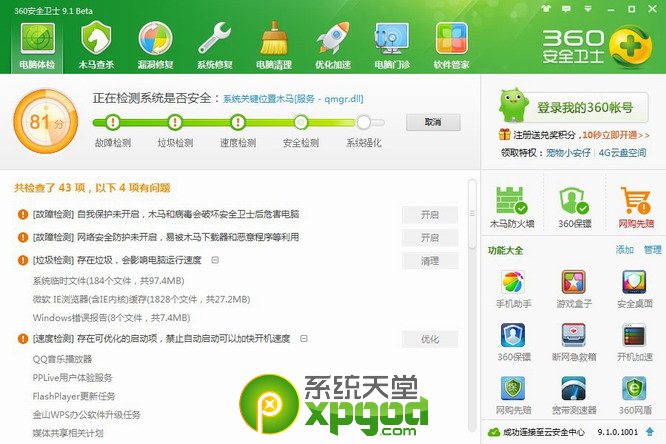 360安全卫士 9.1 Beta
电脑体检
木马查杀
漏洞修复
系统修复
电脑清理
优化加速
电脑门诊
软件管家
360
安全卫士
81分
正在检测系统是否安全：系统关键位置木马[服务 - qmgr.dll]
取消
故障检测
垃圾检测
速度检测
安全检测
系统强化
登录我的360帐号
注册送兑奖积分，10秒立即开通>>
领取特权：宠物小安仔 | 4G云盘空间
共检查了 43 项，以下 4 项有问题
[故障检测] 自我保护未开启，木马和病毒会破坏安全卫士后危害电脑
开启
[故障检测] 网络安全防护未开启，易被木马下载器和恶意程序等利用
开启
[垃圾检测] 存在垃圾，会影响电脑运行速度
清理
系统临时文件(184个文件，共97.4MB)
微软 IE浏览器(含IE内核)缓存(1828个文件，共27.2MB)
Windows错误报告(8个文件，共7.4MB)
[速度检测] 存在可优化的启动项，禁止自动启动可以加快开机速度
优化
QQ音乐播放器
PPLive用户体验服务
FlashPlayer更新任务
金山WPS办公软件升级任务
媒体共享相关计划
木马防火墙
360保镖
网购先赔
功能大全
添加
管理
手机助手
游戏盒子
安全桌面
360保镖
断网急救箱
开机加速
网购先赔
宽带测速器
360网盾
成功连接至云安全中心
9.1.0.1001
系统天堂
xpgod.com